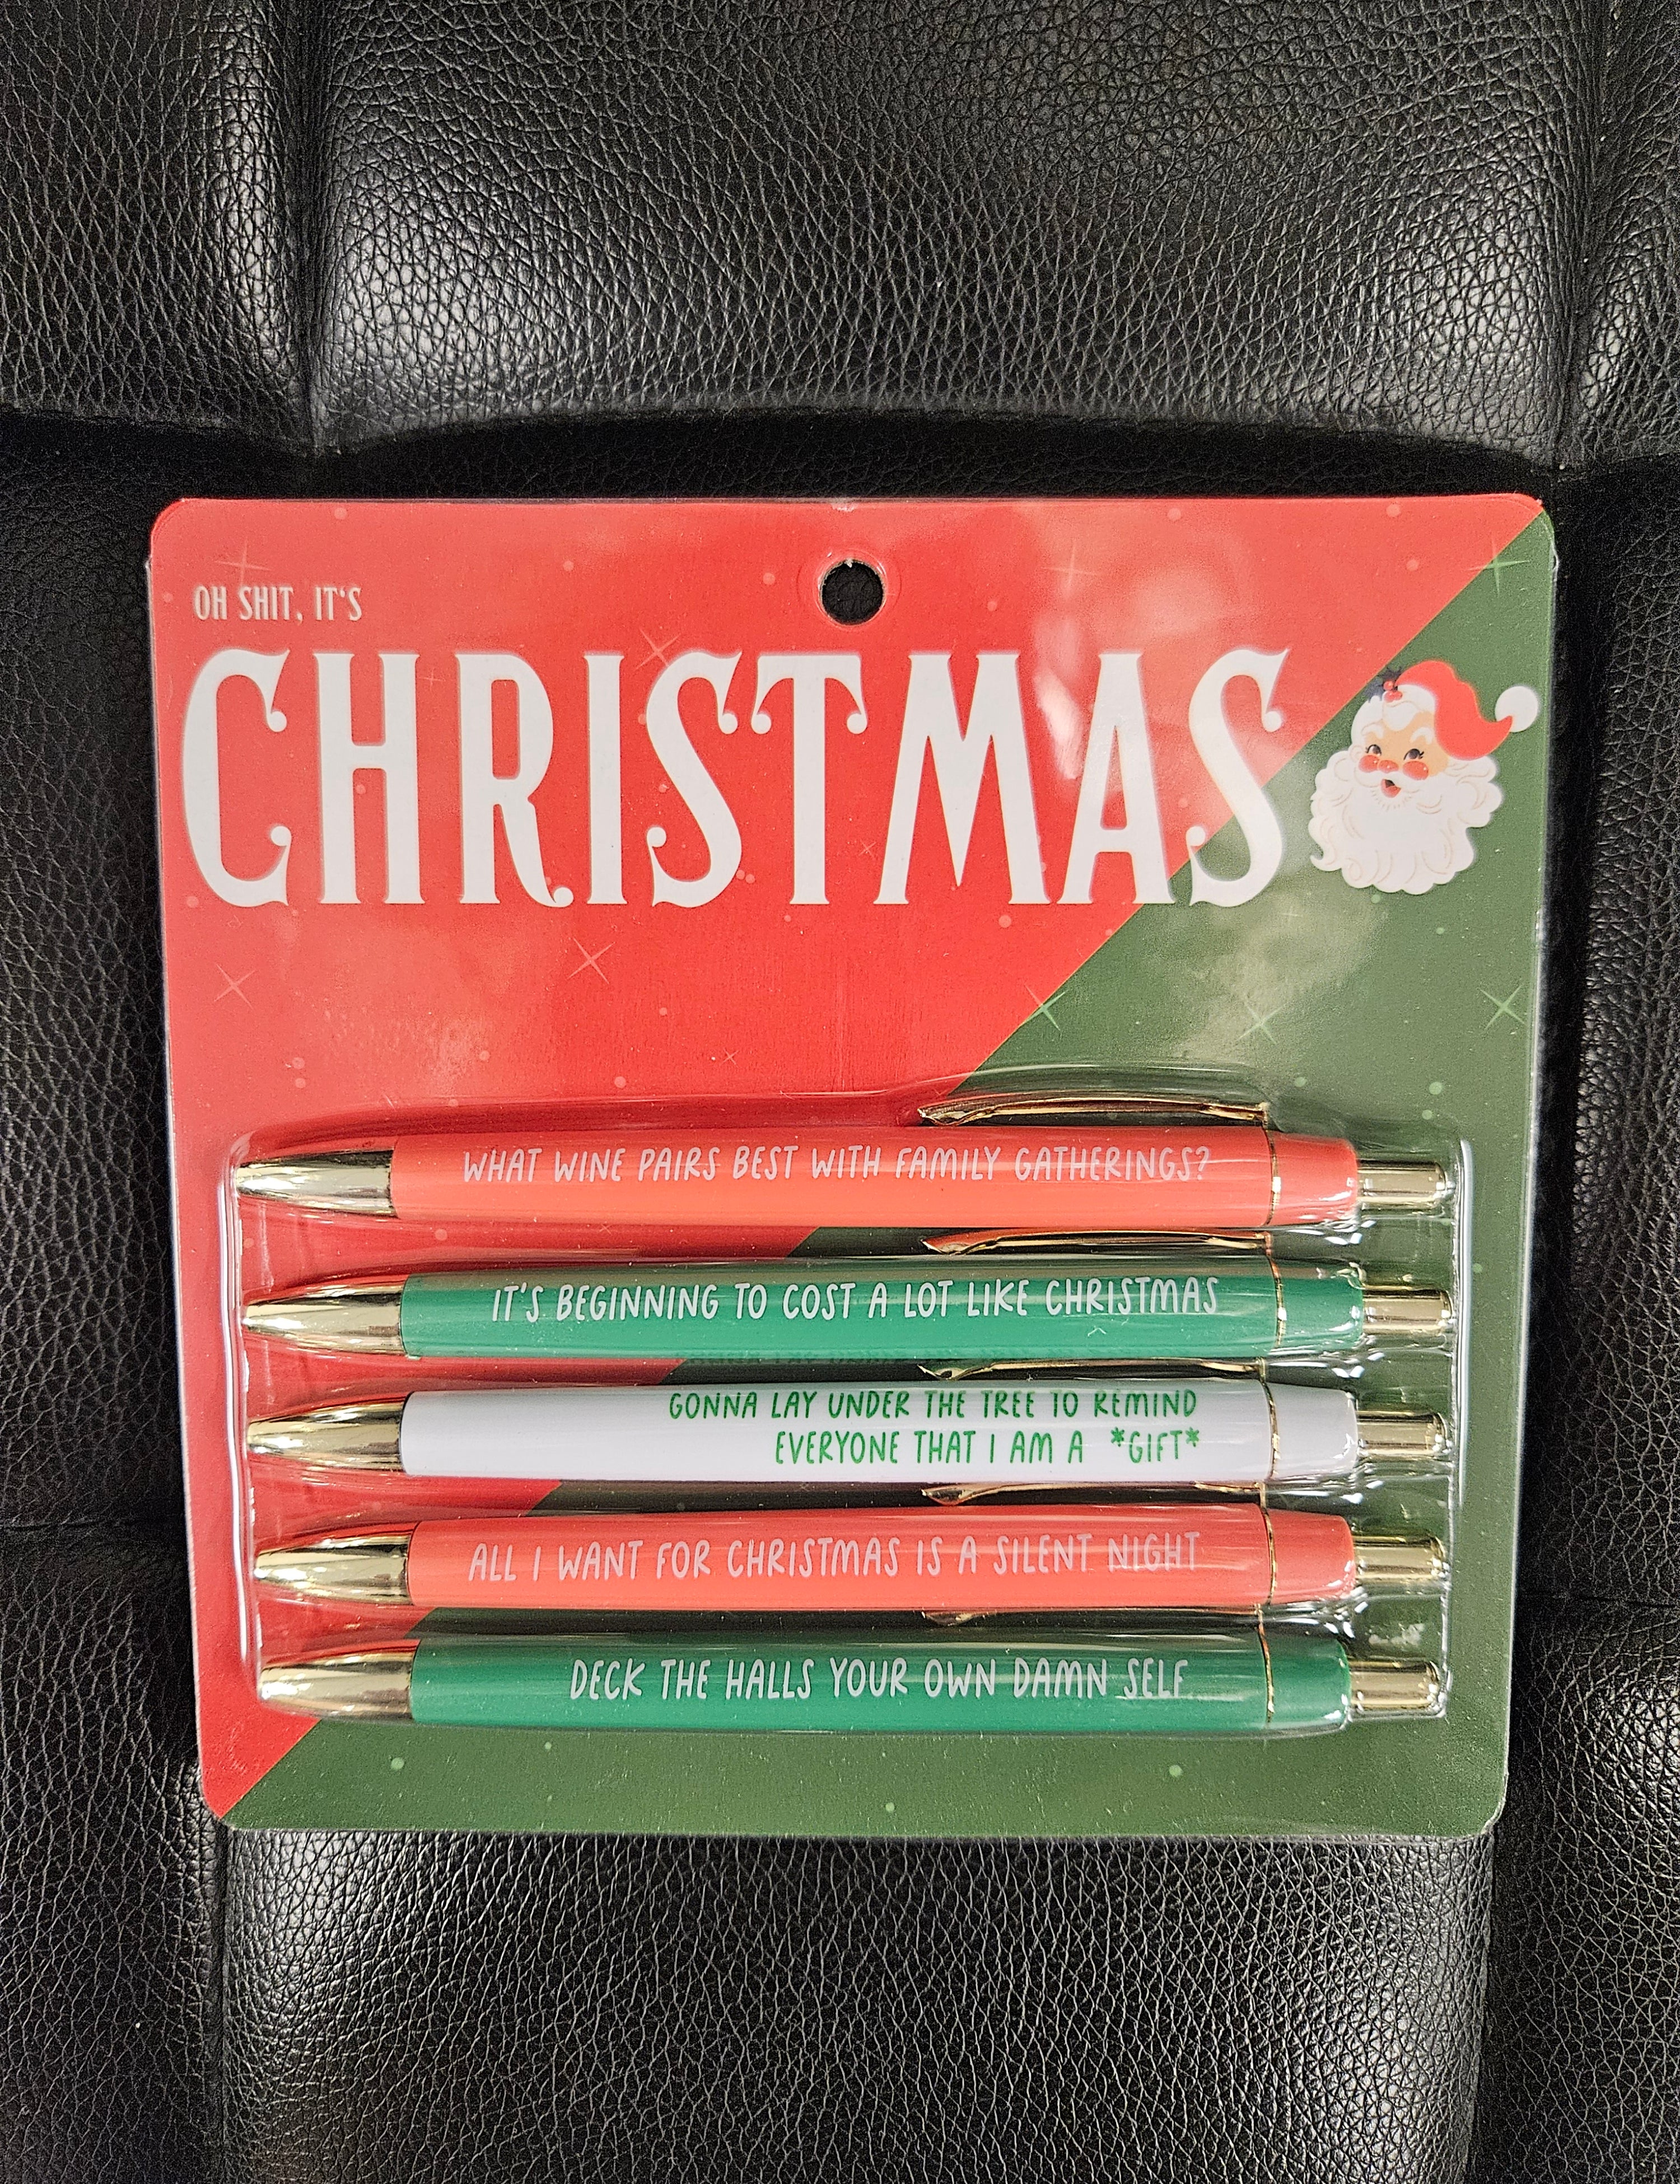 OH SHIT, IT'S
CHRISTMAS
WHAT WINE PAIRS BEST WITH FAMILY GATHERINGS?
IT'S BEGINNING TO COST A LOT LIKE CHRISTMAS
GONNA LAY UNDER THE TREE TO REMIND
EVERYONE THAT I AM A *GIFT*
ALL I WANT FOR CHRISTMAS IS A SILENT NIGHT
DECK THE HALLS YOUR OWN DAMN SELF